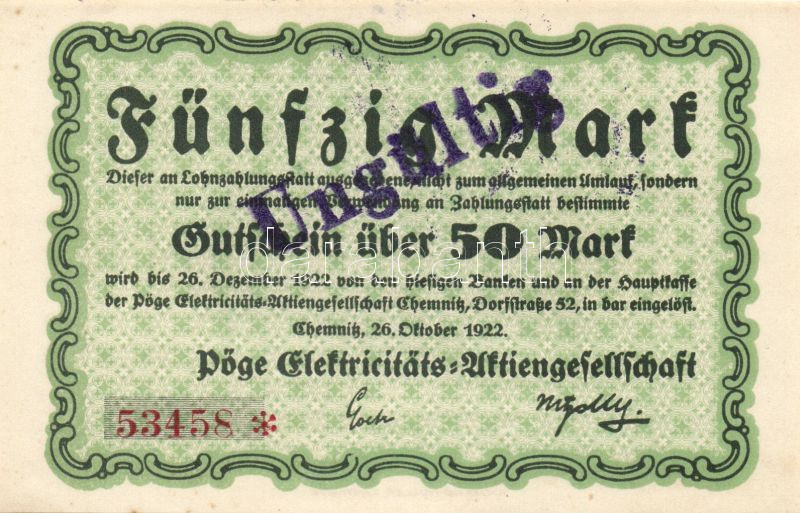 Fünfzig Mark
Ungültig
Dieser an Lohnzahlungsstatt ausgegebene, nicht zum allgemeinen Umlauf, sondern
nur zur einmaligen Verwendung an Zahlungsstatt bestimmte
Gutschein über 50 Mark
darabanth
wird bis 26. Dezember 1922 von den hiesigen Banken und an der Hauptkasse
der Pöge Elektricitäts-Aktiengesellschaft Chemnitz, Dorfstraße 52, in bar eingelöst.
Chemnitz, 26. Oktober 1922.
Pöge Elektricitäts-Aktiengesellschaft
53458 *